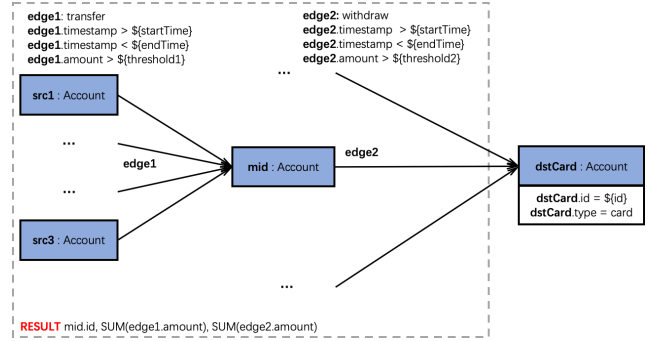 edge1: transfer
edge1.timestamp > ${startTime}
edge1.timestamp < ${endTime}
edge1.amount > ${threshold1}
edge2: withdraw
edge2.timestamp > ${startTime}
edge2.timestamp < ${endTime}
edge2.amount > ${threshold2}
...
src1 : Account
...
edge1
mid : Account
edge2
dstCard : Account
dstCard.id = ${id}
dstCard.type = card
...
src3 : Account
...
RESULT mid.id, SUM(edge1.amount), SUM(edge2.amount)